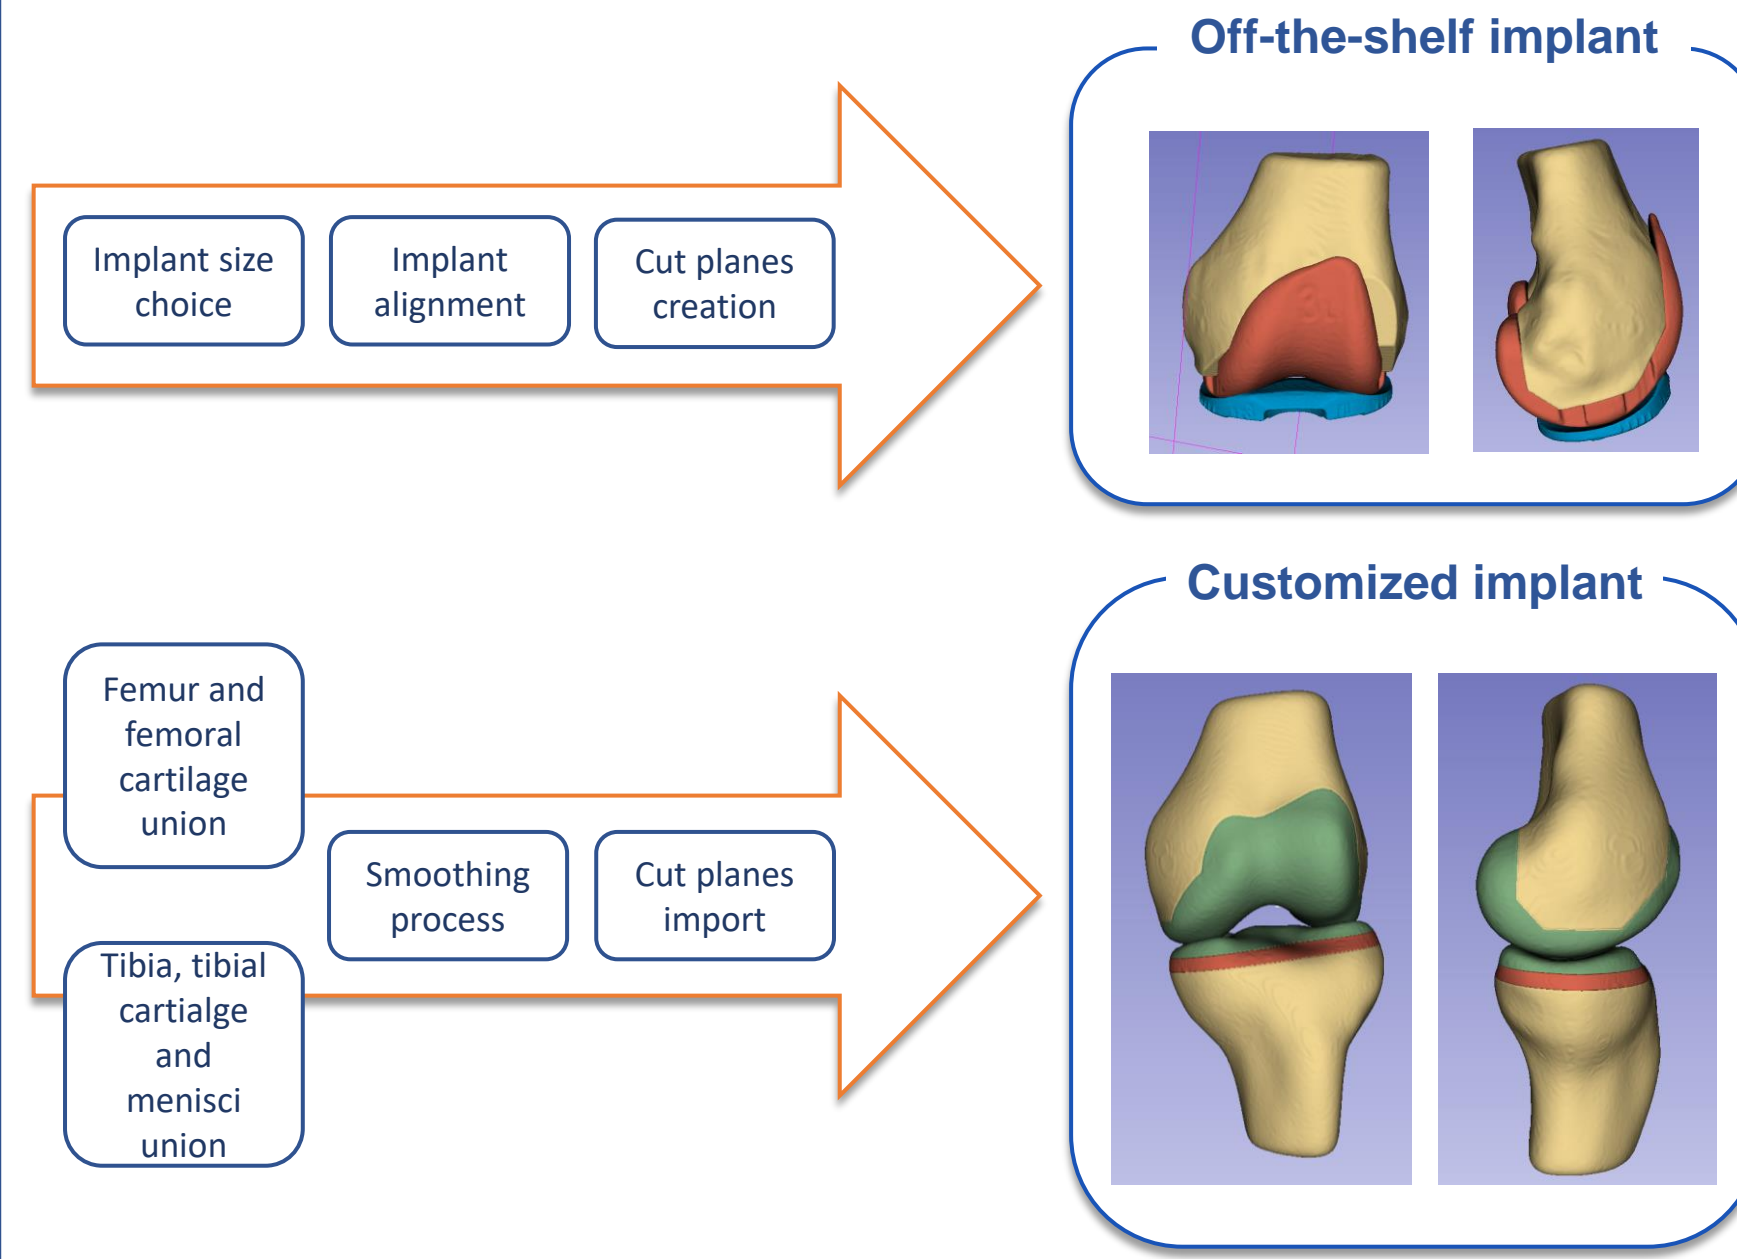 Off-the-shelf implant
Implant size
choice
Implant
alignment
Cut planes
creation
3L
Customized implant
Femur and
femoral
cartilage
union
Tibia, tibial
cartialge
and
menisci
union
Smoothing
process
Cut planes
import